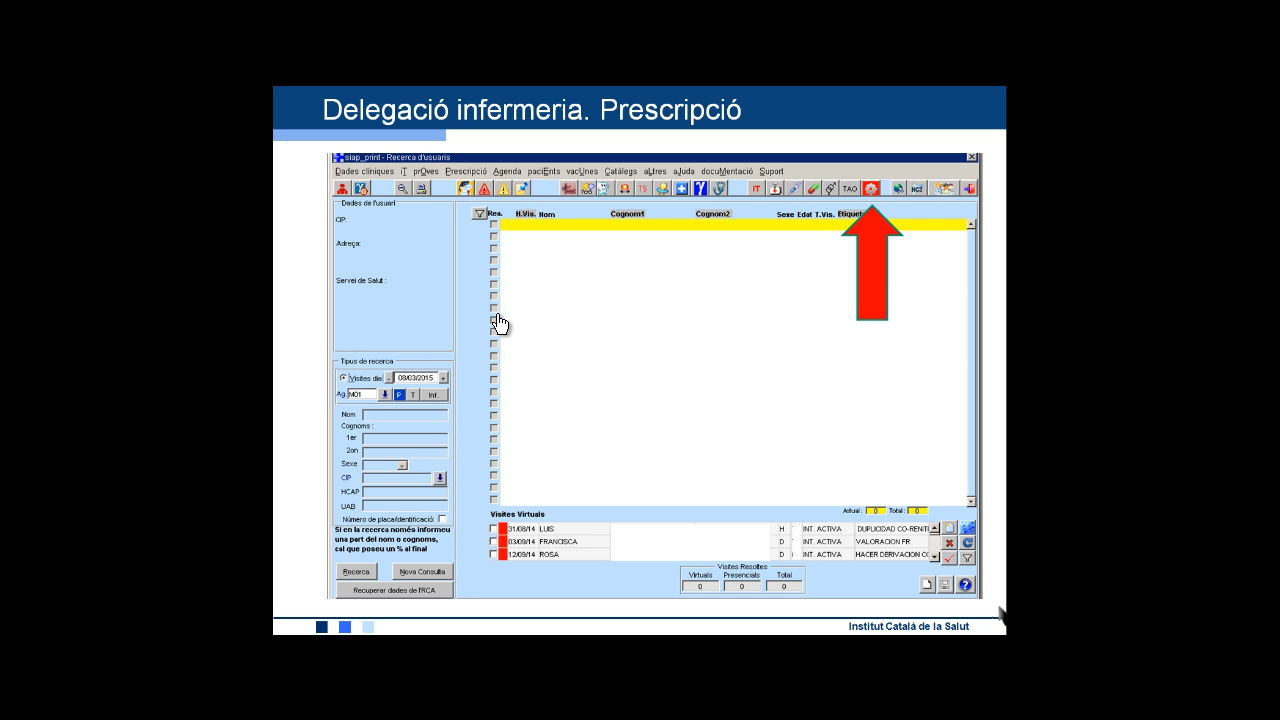 Delegació infermeria. Prescripció
siap_print - Recerca d'usuaris
Dades clíniques iT prOves Prescripció Agenda paciEnts vacUnes Catàlegs aLtres aJuda docuMentació Suport
TS IT TAO HC3
Dades de l'usuari
CIP:
Adreça:
Servei de Salut :
Rea. H.Vis. Nom Cognom1 Cognom2 Sexe Edat T.Vis.
Tipus de recerca
Visites dia - 08/03/2015 +
Ag. M01 P T Inf.
Nom
Cognoms :
1er
2on
Sexe
CIP
HCAP
UAB
Número de placa/identificació:
Si en la recerca només informeu
una part del nom o cognoms,
cal que poseu un % al final
Recerca Nova Consulta
Recuperar dades de l'RCA
Actual : 0 Total : 0
Visites Virtuals
31/08/14 LUIS H INT. ACTIVA DUPLICIDAD CO-RENIT
03/09/14 FRANCISCA D INT. ACTIVA VALORACION FR
12/09/14 ROSA D INT. ACTIVA HACER DERIVACION CO
Visites Resoltes
Virtuals Presencials Total
0 0 0
Institut Català de la Salut